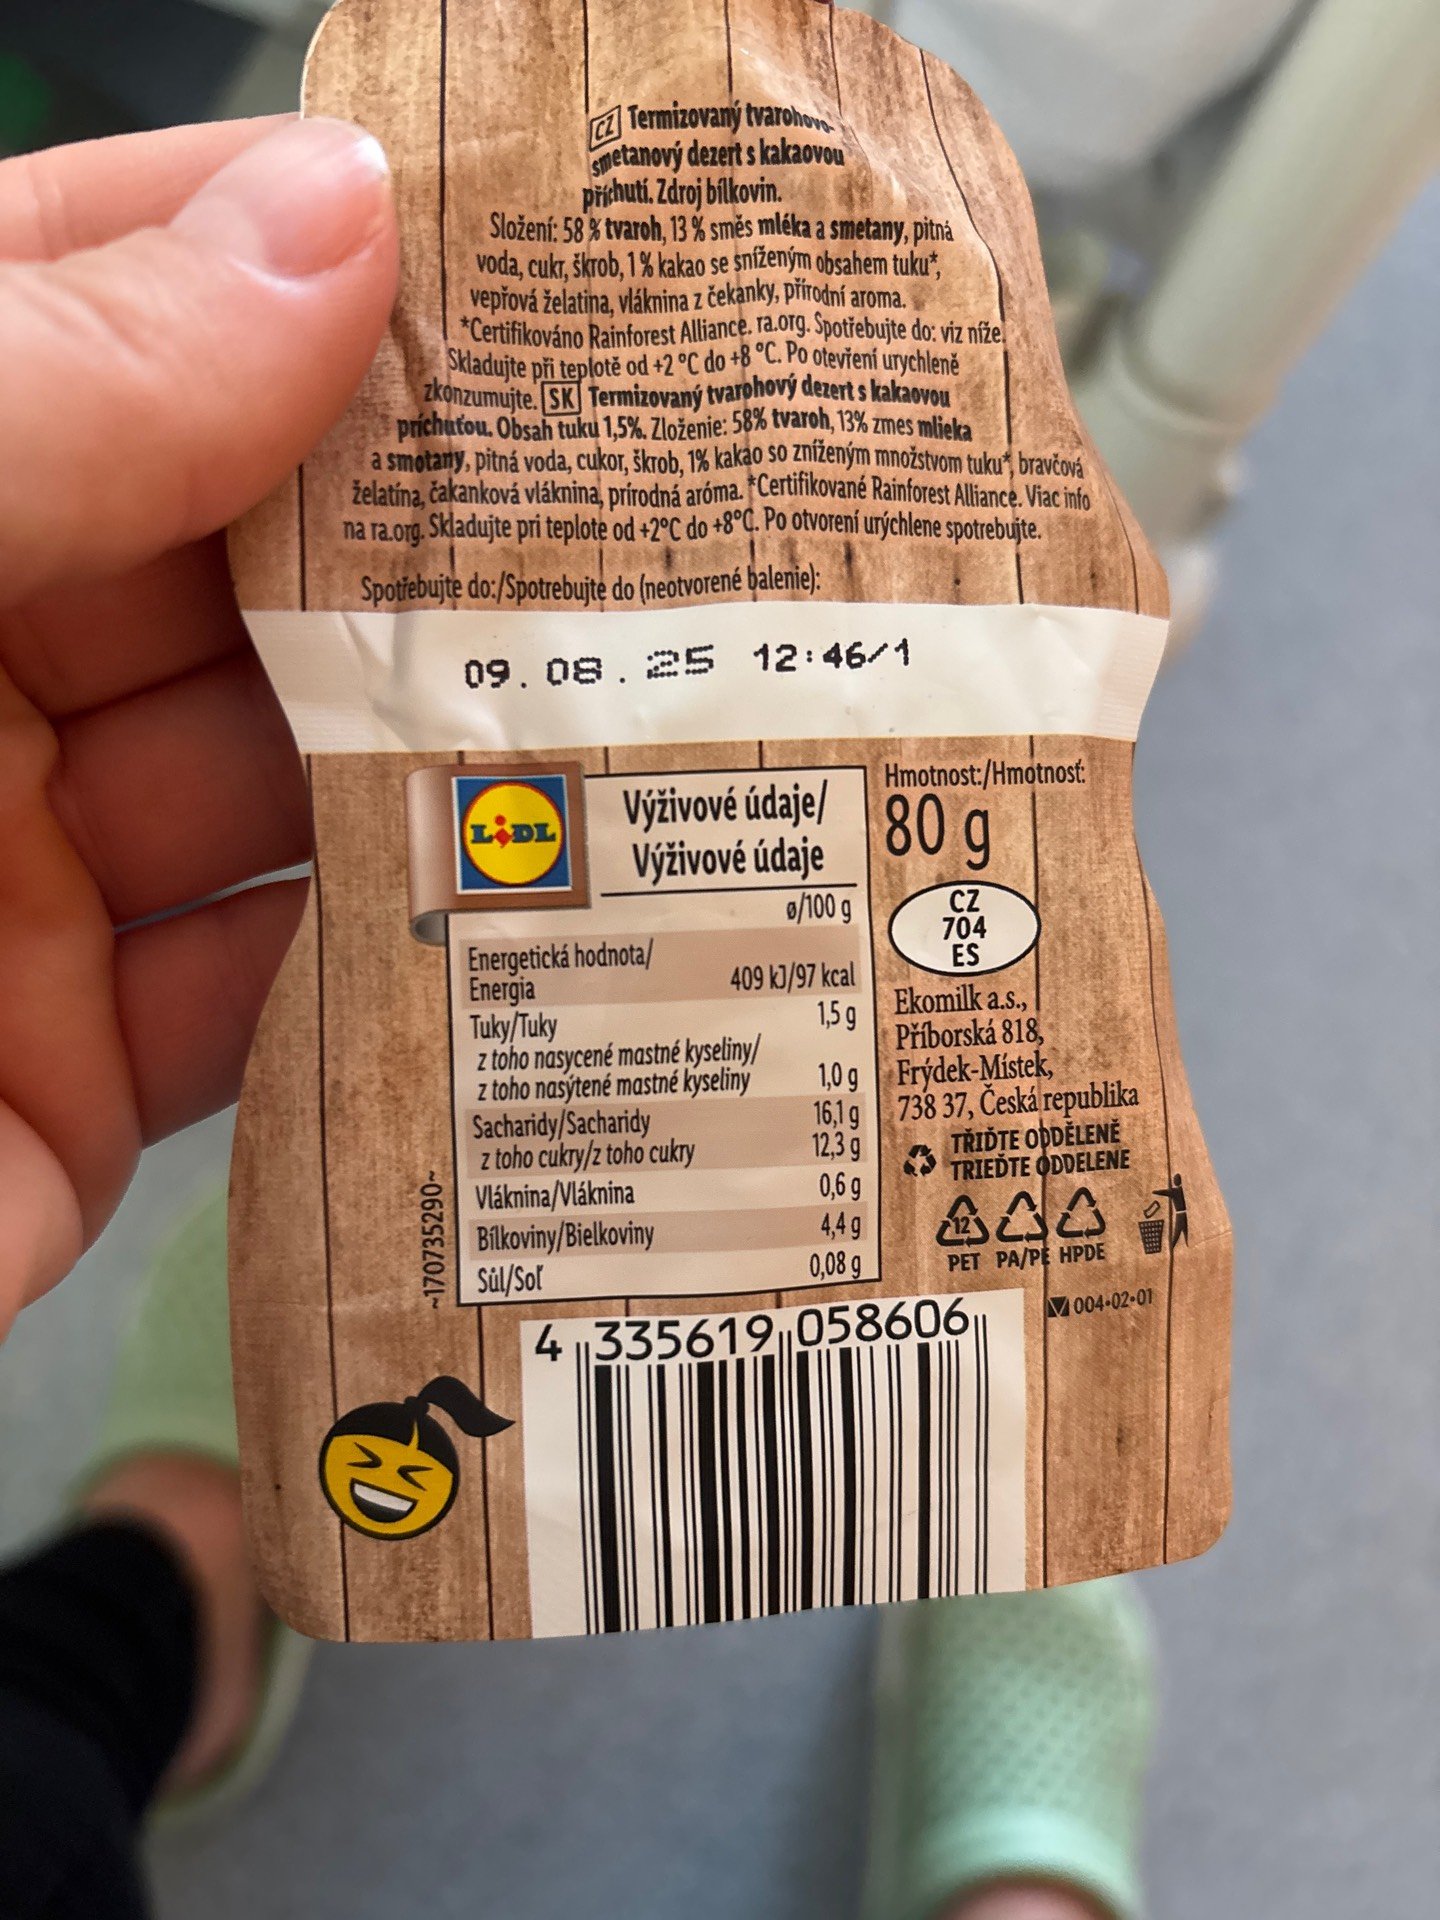 CZ Termizovaný tvarohovo-
smetanový dezert s kakaovou
příchutí. Zdroj bílkovin.
Složení: 58 % tvaroh, 13 % směs mléka a smetany, pitná
voda, cukr, škrob, 1 % kakao se sníženým obsahem tuku*,
vepřová želatina, vláknina z čekanky, přírodní aroma.
*Certifikováno Rainforest Alliance. ra.org. Spotřebujte do: viz níže.
Skladujte při teplotě od +2 °C do +8 °C. Po otevření urychleně
zkonzumujte. SK Termizovaný tvarohový dezert s kakaovou
príchuťou. Obsah tuku 1,5%. Zloženie: 58% tvaroh, 13% zmes mlieka
a smotany, pitná voda, cukor, škrob, 1% kakao so zníženým množstvom tuku*, bravčová
želatína, čakanková vláknina, prírodná aróma. *Certifikované Rainforest Alliance. Viac info
na ra.org. Skladujte pri teplote od +2°C do +8°C. Po otvorení urýchlene spotrebujte.
Spotřebujte do:/Spotrebujte do (neotvorené balenie):
09.08.25 12:46/1
LIDL
Výživové údaje/
Výživové údaje
ø/100 g
Energetická hodnota/
Energia 409 kJ/97 kcal
Tuky/Tuky 1,5 g
z toho nasycené mastné kyseliny/
z toho nasýtené mastné kyseliny 1,0 g
Sacharidy/Sacharidy 16,1 g
z toho cukry/z toho cukry 12,3 g
Vláknina/Vláknina 0,6 g
Bílkoviny/Bielkoviny 4,4 g
Sůl/Soľ 0,08 g
Hmotnost:/Hmotnosť:
80 g
CZ
704
ES
Ekomilk a.s.,
Příborská 818,
Frýdek-Místek,
738 37, Česká republika
TŘIĎTE ODDĚLENĚ
TRIEĎTE ODDELENE
12
PET PA/PE HPDE
004•02•01
~170735290~
4 335619 058606